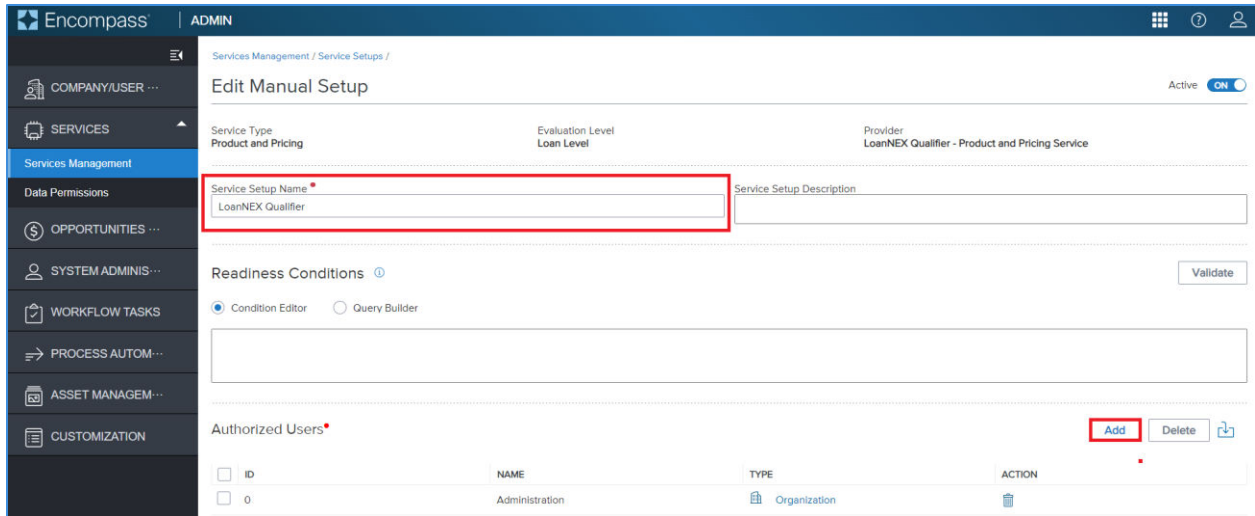 Encompass ADMIN
Services Management / Service Setups /
COMPANY/USER ···
Edit Manual Setup
Active ON
SERVICES
Service Type
Evaluation Level
Provider
Product and Pricing
Loan Level
LoanNEX Qualifier - Product and Pricing Service
Services Management
Data Permissions
Service Setup Name
Service Setup Description
LoanNEX Qualifier
OPPORTUNITIES ···
SYSTEM ADMINIS···
Readiness Conditions
Validate
WORKFLOW TASKS
Condition Editor
Query Builder
PROCESS AUTOM···
ASSET MANAGEM···
CUSTOMIZATION
Authorized Users
Add
Delete
ID NAME TYPE ACTION
0 Administration Organization